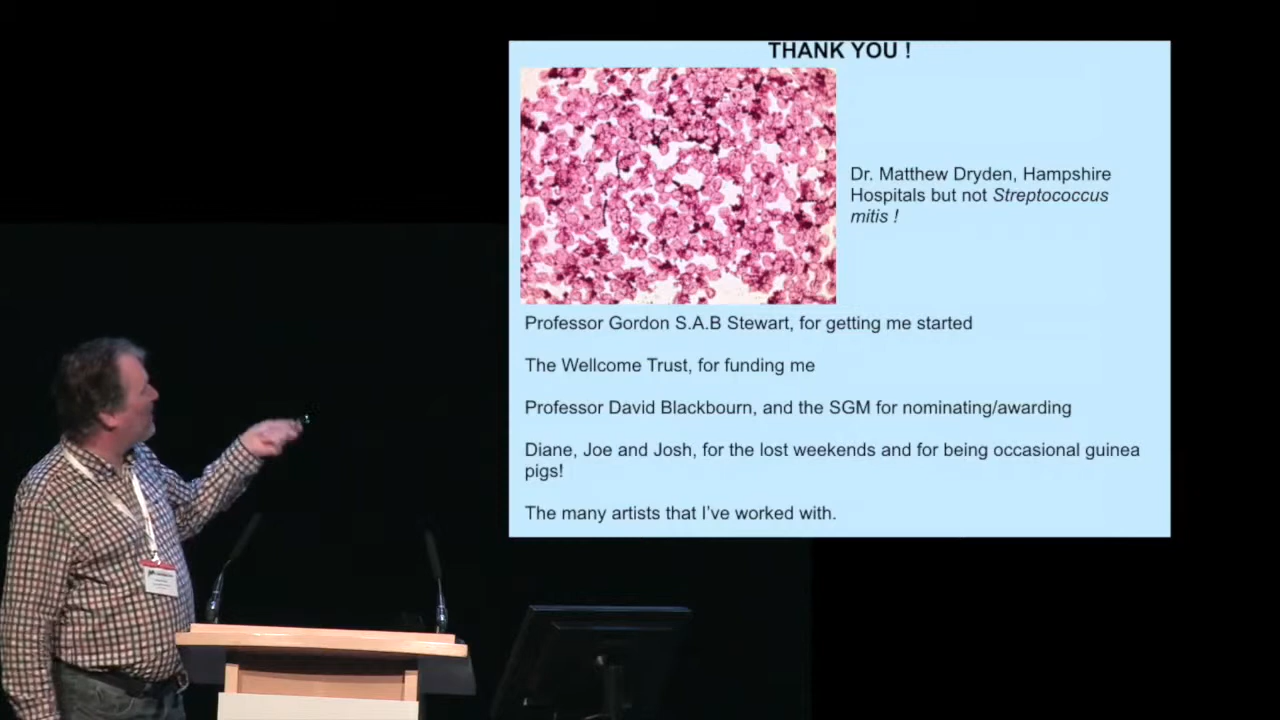 THANK YOU !
Dr. Matthew Dryden, Hampshire
Hospitals but not Streptococcus
mitis !
Professor Gordon S.A.B Stewart, for getting me started
The Wellcome Trust, for funding me
Professor David Blackbourn, and the SGM for nominating/awarding
Diane, Joe and Josh, for the lost weekends and for being occasional guinea
pigs!
The many artists that I've worked with.